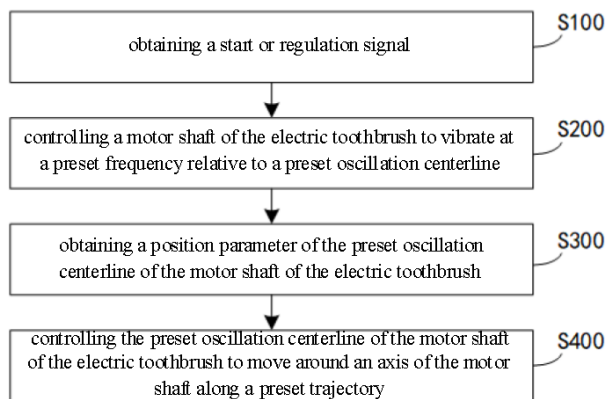 obtaining a start or regulation signal
S100
controlling a motor shaft of the electric toothbrush to vibrate at
a preset frequency relative to a preset oscillation centerline
S200
obtaining a position parameter of the preset oscillation
centerline of the motor shaft of the electric toothbrush
S300
controlling the preset oscillation centerline of the motor shaft
of the electric toothbrush to move around an axis of the motor
shaft along a preset trajectory
S400